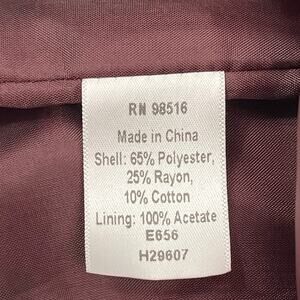 RN 98516
Made in China
Shell: 65% Polyester,
25% Rayon,
10% Cotton
Lining: 100% Acetate
E656
H29607